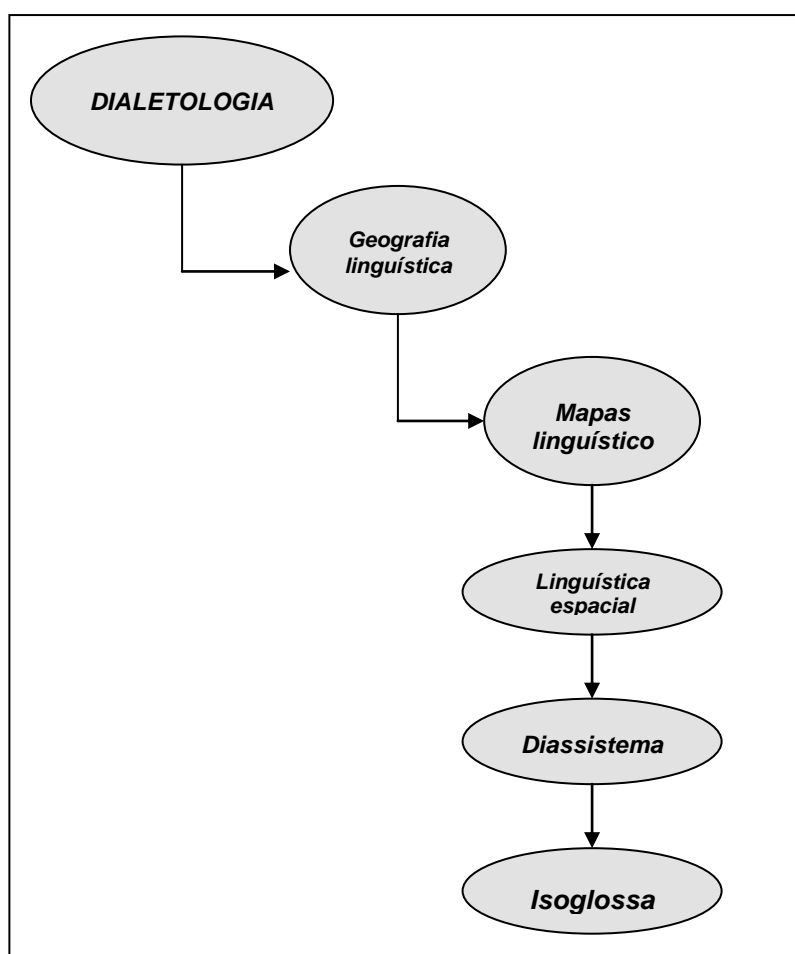 DIALETOLOGIA
Geografia
linguística
Mapas
linguístico
Linguística
espacial
Diassistema
Isoglossa